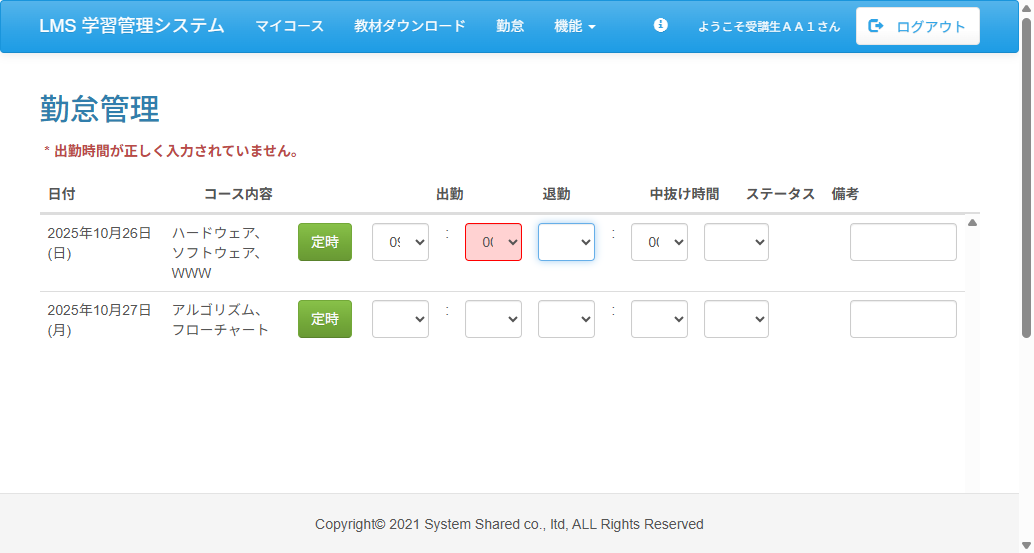 LMS 学習管理システム マイコース 教材ダウンロード 勤怠 機能 ようこそ受講生ＡＡ１さん ログアウト
勤怠管理
* 出勤時間が正しく入力されていません。
日付 コース内容 出勤 退勤 中抜け時間 ステータス 備考
2025年10月26日 ハードウェア、 定時 09 : 00 : 00
(日) ソフトウェア、
WWW
2025年10月27日 アルゴリズム、 定時 : :
(月) フローチャート
Copyright© 2021 System Shared co., ltd, ALL Rights Reserved